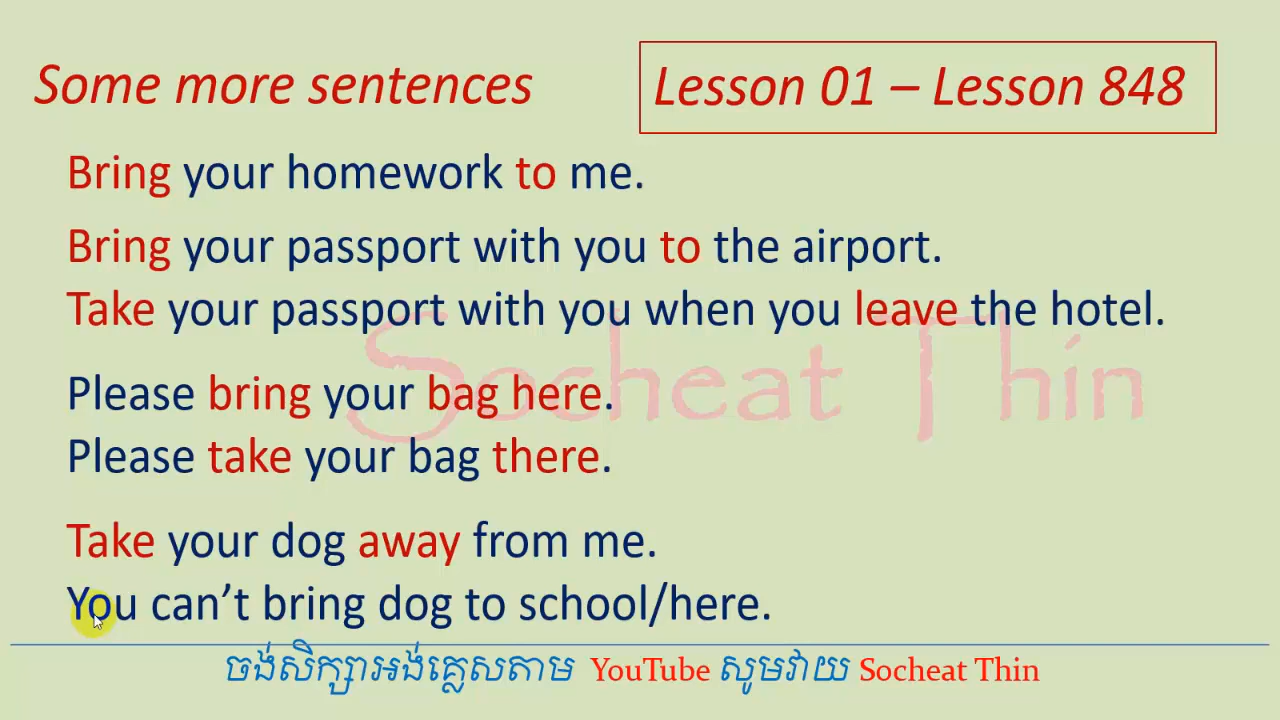 Some more sentences
Lesson 01 – Lesson 848
Bring your homework to me.
Bring your passport with you to the airport.
Take your passport with you when you leave the hotel.
Please bring your bag here.
Please take your bag there.
Take your dog away from me.
You can’t bring dog to school/here.
Socheat Thin
ចង់សិក្សាអង់គ្លេសតាម YouTube សូមវាយ Socheat Thin